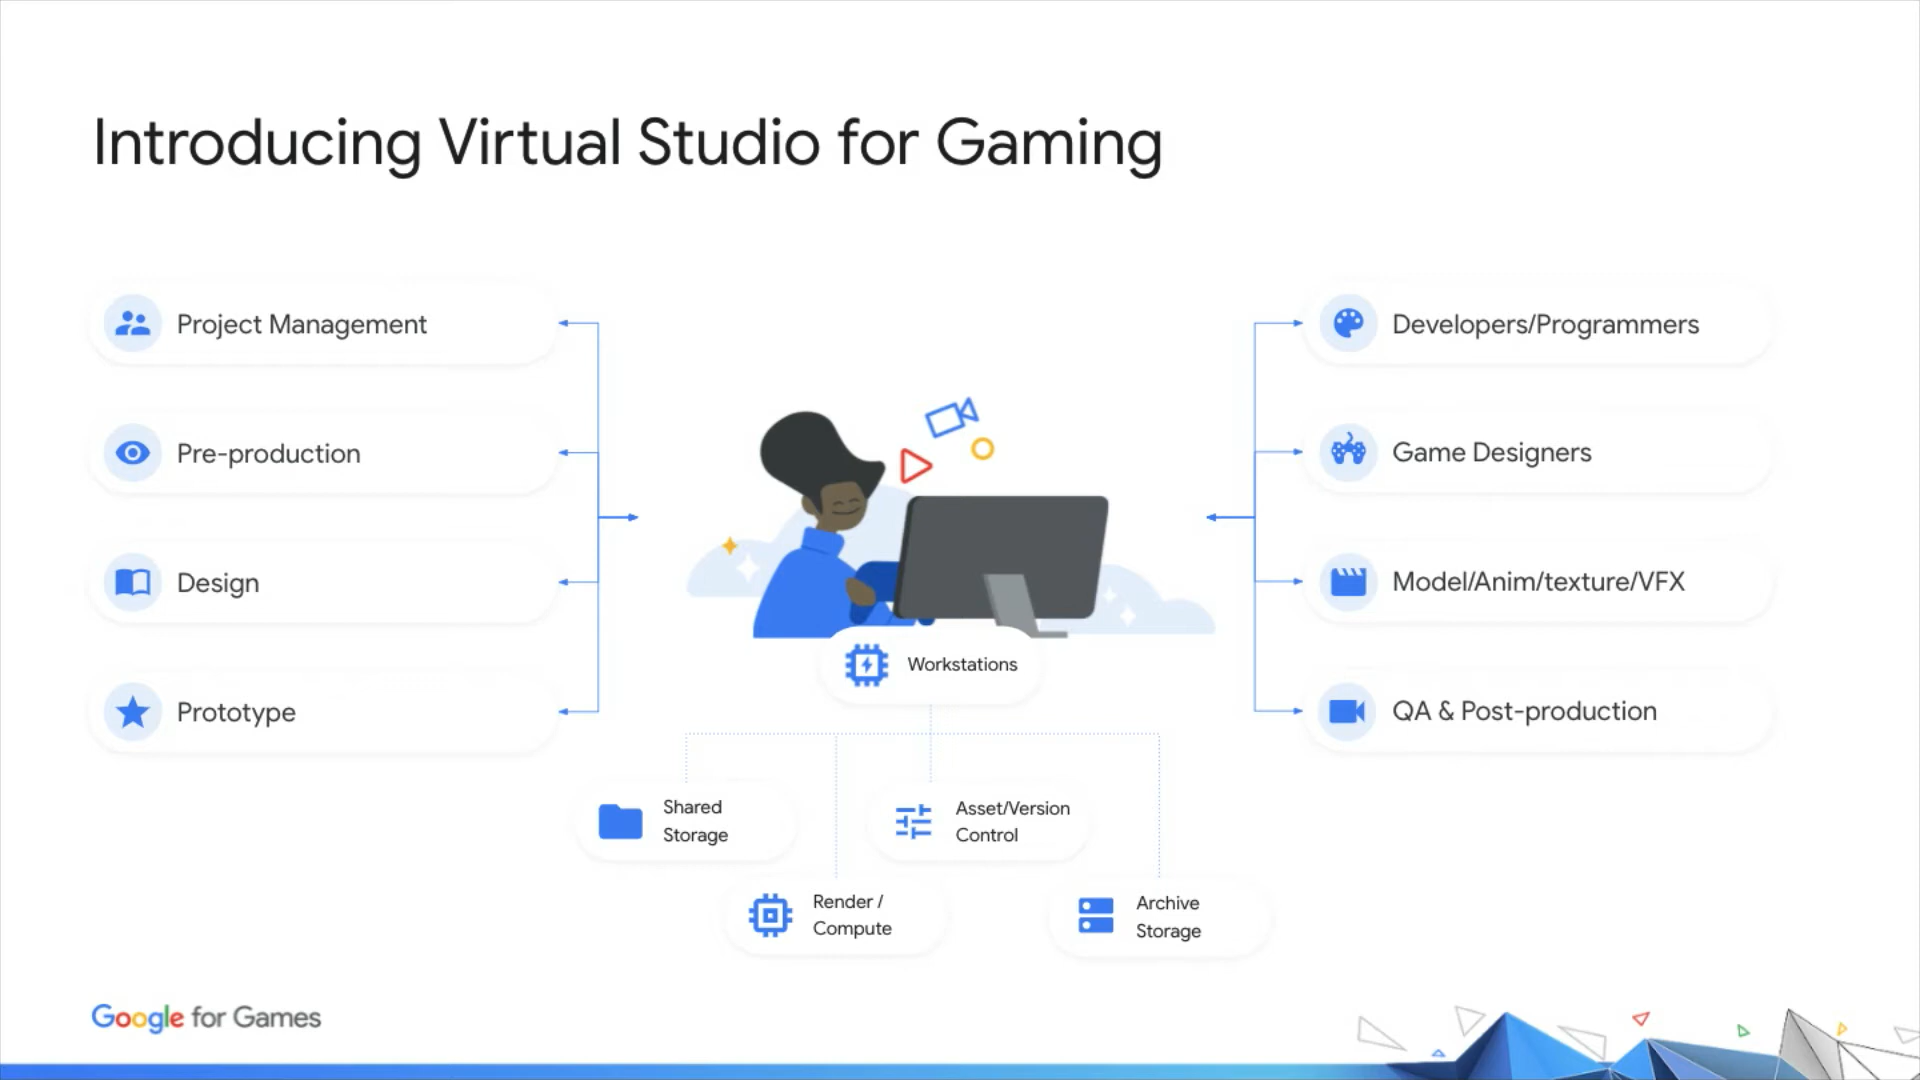 Introducing Virtual Studio for Gaming
Project Management
Pre-production
Design
Prototype
Developers/Programmers
Game Designers
Model/Anim/texture/VFX
QA & Post-production
Workstations
Shared
Storage
Asset/Version
Control
Render /
Compute
Archive
Storage
Google for Games